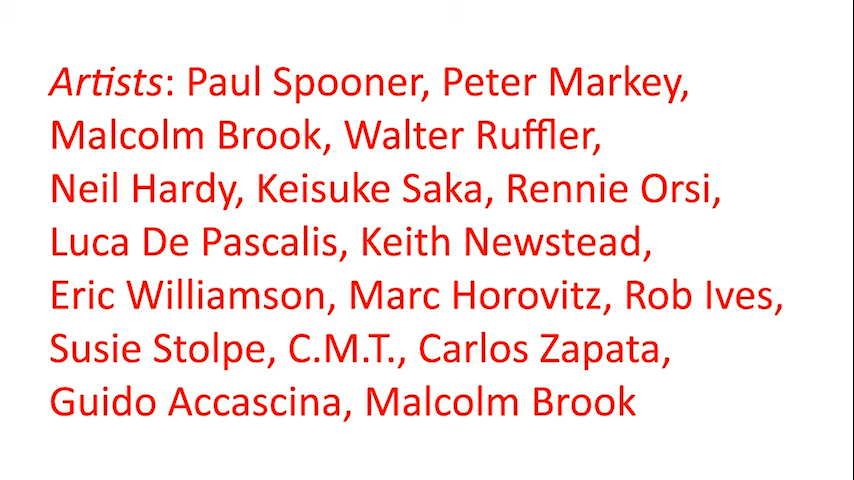 Artists: Paul Spooner, Peter Markey,
Malcolm Brook, Walter Ruffler,
Neil Hardy, Keisuke Saka, Rennie Orsi,
Luca De Pascalis, Keith Newstead,
Eric Williamson, Marc Horovitz, Rob Ives,
Susie Stolpe, C.M.T., Carlos Zapata,
Guido Accascina, Malcolm Brook